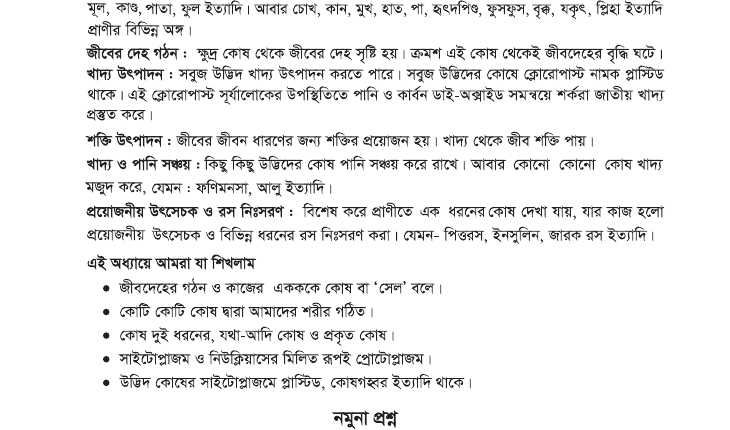 মূল, কাণ্ড, পাতা, ফুল ইত্যাদি। আবার চোখ, কান, মুখ, হাত, পা, হৃৎপিণ্ড, ফুসফুস, বৃক্ক, যকৃৎ, প্লিহা ইত্যাদি
প্রাণীর বিভিন্ন অঙ্গ।
জীবের দেহ গঠন : ক্ষুদ্র কোষ থেকে জীবের দেহ সৃষ্টি হয়। ক্রমশ এই কোষ থেকেই জীবদেহের বৃদ্ধি ঘটে।
খাদ্য উৎপাদন : সবুজ উদ্ভিদ খাদ্য উৎপাদন করতে পারে। সবুজ উদ্ভিদের কোষে ক্লোরোপাস্ট নামক প্লাস্টিড
থাকে। এই ক্লোরোপাস্ট সূর্যালোকের উপস্থিতিতে পানি ও কার্বন ডাই-অক্সাইড সমন্বয়ে শর্করা জাতীয় খাদ্য
প্রস্তুত করে।
শক্তি উৎপাদন : জীবের জীবন ধারণের জন্য শক্তির প্রয়োজন হয়। খাদ্য থেকে জীব শক্তি পায়।
খাদ্য ও পানি সঞ্চয় : কিছু কিছু উদ্ভিদের কোষ পানি সঞ্চয় করে রাখে। আবার কোনো কোনো কোষ খাদ্য
মজুদ করে, যেমন : ফণিমনসা, আলু ইত্যাদি।
প্রয়োজনীয় উৎসেচক ও রস নিঃসরণ : বিশেষ করে প্রাণীতে এক ধরনের কোষ দেখা যায়, যার কাজ হলো
প্রয়োজনীয় উৎসেচক ও বিভিন্ন ধরনের রস নিঃসরণ করা। যেমন- পিত্তরস, ইনসুলিন, জারক রস ইত্যাদি।
এই অধ্যায়ে আমরা যা শিখলাম
• জীবদেহের গঠন ও কাজের একককে কোষ বা ‘সেল’ বলে।
• কোটি কোটি কোষ দ্বারা আমাদের শরীর গঠিত।
• কোষ দুই ধরনের, যথা-আদি কোষ ও প্রকৃত কোষ।
• সাইটোপ্লাজম ও নিউক্লিয়াসের মিলিত রূপই প্রোটোপ্লাজম।
• উদ্ভিদ কোষের সাইটোপ্লাজমে প্লাস্টিড, কোষগহ্বর ইত্যাদি থাকে।
নমুনা প্রশ্ন